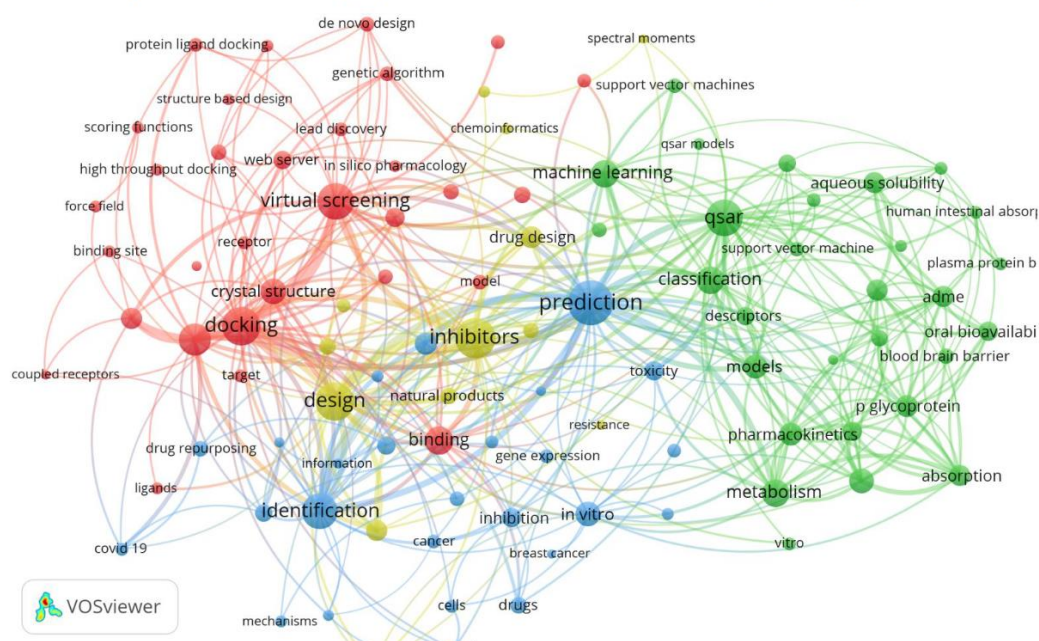 de novo design
spectral moments
protein ligand docking
genetic algorithm
support vector machines
structure based design
scoring functions
lead discovery
chemoinformatics
qsar models
high throughput docking
web server
in silico pharmacology
machine learning
aqueous solubility
virtual screening
force field
qsar
human intestinal absorp
receptor
drug design
support vector machine
binding site
plasma protein b
crystal structure
model
classification
prediction
adme
docking
descriptors
oral bioavailabi
inhibitors
blood brain barrier
coupled receptors
target
toxicity
models
design
natural products
p glycoprotein
resistance
binding
pharmacokinetics
drug repurposing
information
gene expression
absorption
ligands
metabolism
identification
inhibition
in vitro
covid 19
cancer
breast cancer
vitro
cells
drugs
mechanisms
VOSviewer